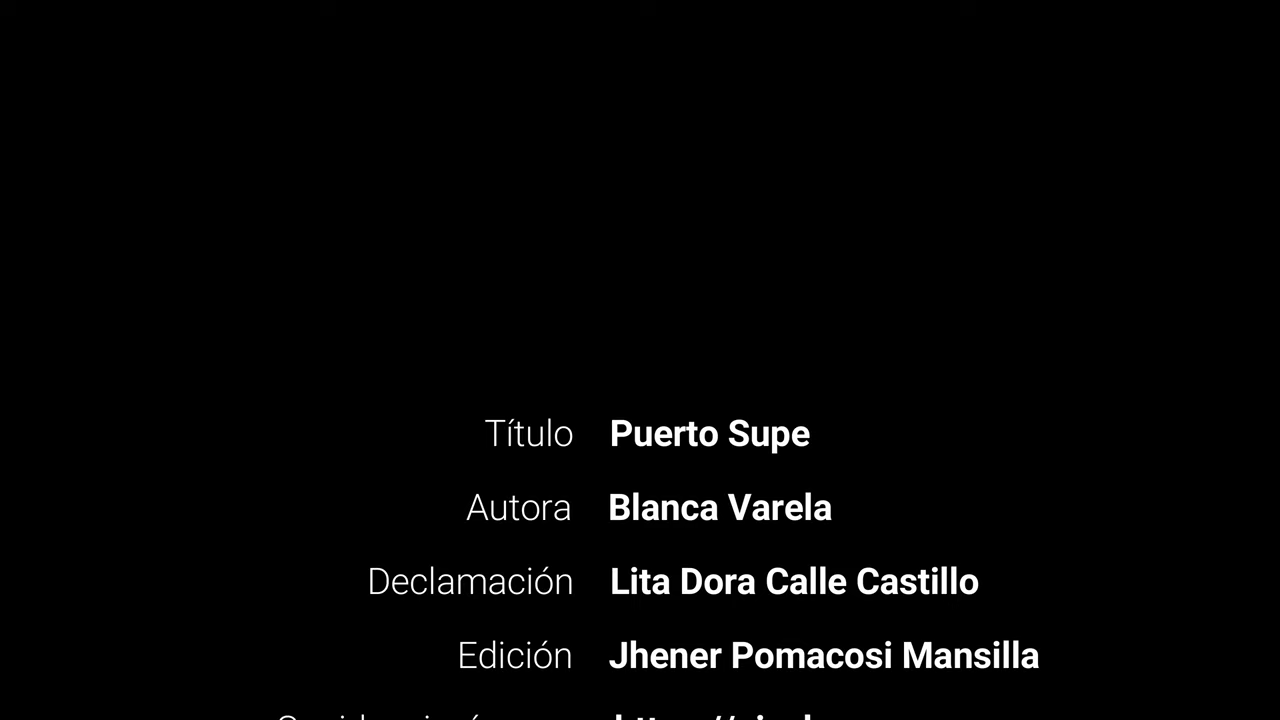 Título Puerto Supe
Autora Blanca Varela
Declamación Lita Dora Calle Castillo
Edición Jhener Pomacosi Mansilla